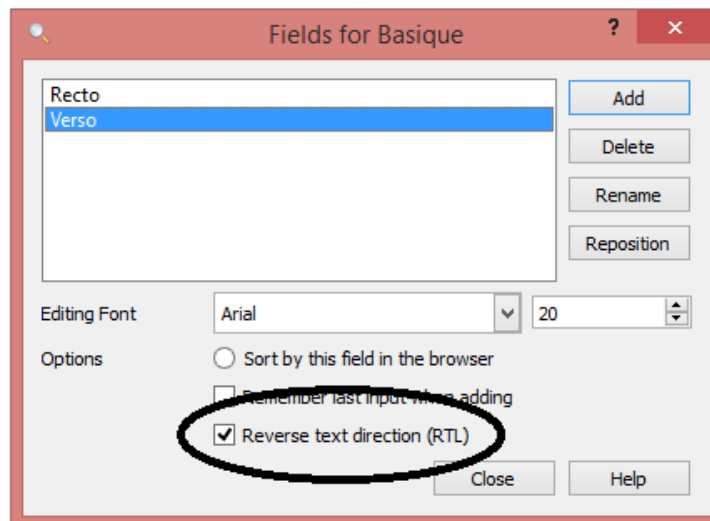 Fields for Basique ? ×
Recto
Verso
Add
Delete
Rename
Reposition
Editing Font Arial 20
Options Sort by this field in the browser
Remember last input when adding
Reverse text direction (RTL)
Close Help